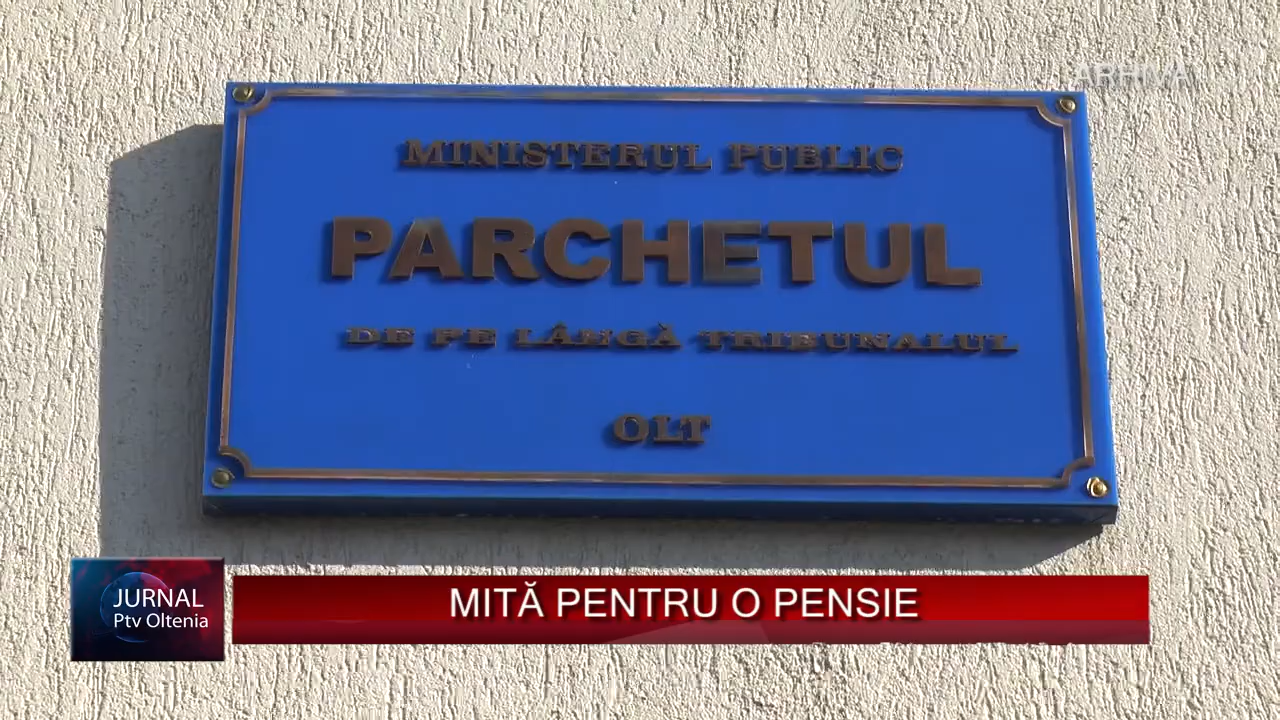 ARHIVA
MINISTERUL PUBLIC
PARCHETUL
DE PE LÂNGĂ TRIBUNALUL
OLT
MITĂ PENTRU O PENSIE
JURNAL
Ptv Oltenia